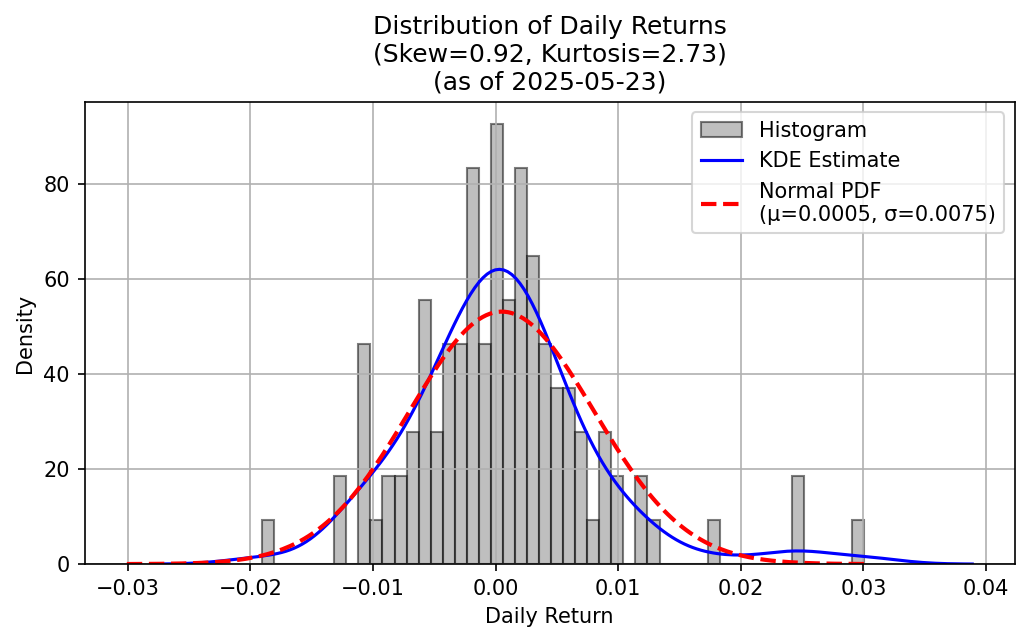 Distribution of Daily Returns
(Skew=0.92, Kurtosis=2.73)
(as of 2025-05-23)
Histogram
KDE Estimate
Normal PDF
(μ=0.0005, σ=0.0075)
Density
80
60
40
20
0
−0.03 −0.02 −0.01 0.00 0.01 0.02 0.03 0.04
Daily Return